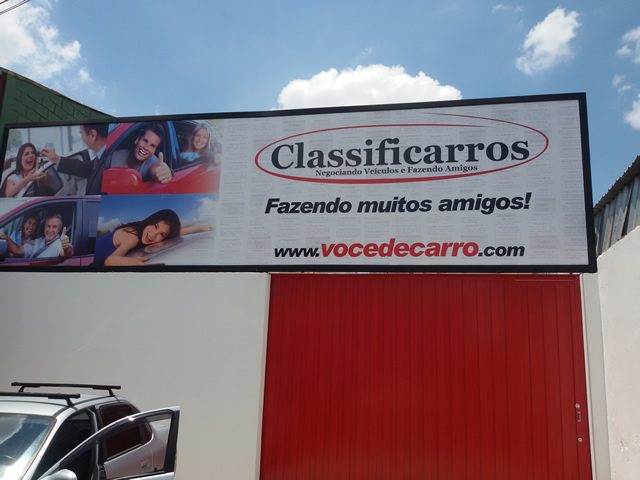 Classificarros
Negociando Veículos e Fazendo Amigos
Fazendo muitos amigos!
www.vocedecarro.com